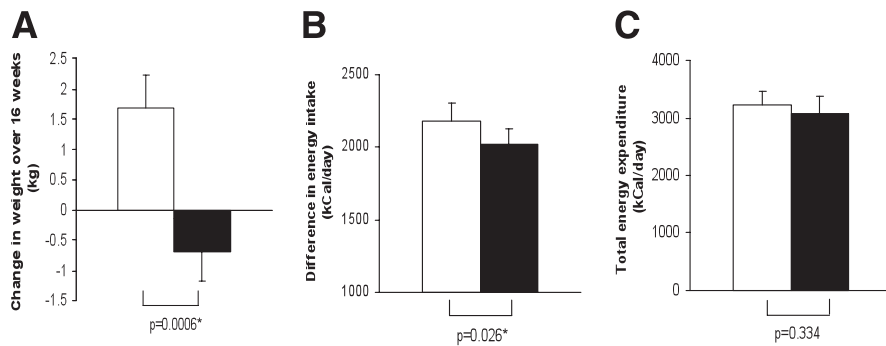 A
Change in weight over 16 weeks
(kg)
2.5
2
1.5
1
0.5
0
-0.5
-1
-1.5
p=0.0006*
B
Difference in energy intake
(kCal/day)
2500
2000
1500
1000
p=0.026*
C
Total energy expenditure
(kCal/day)
4000
3000
2000
1000
0
p=0.334